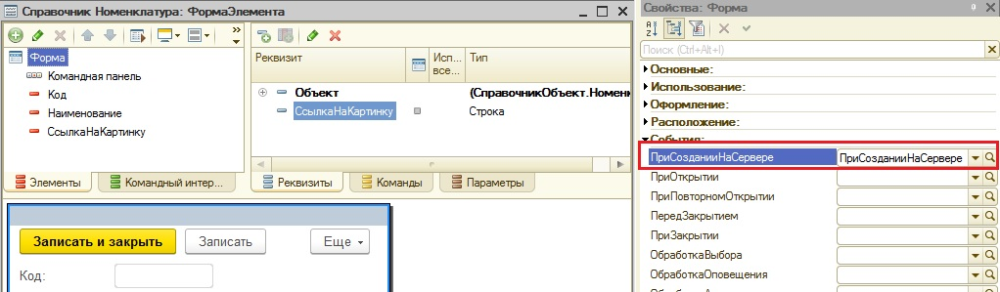 Справочник Номенклатура: ФормаЭлемента
Реквизит
Исп...
все...
Тип
Форма
Командная панель
Код
Наименование
СсылкаНаКартинку
Объект
(СправочникОбъект.Номен
СсылкаНаКартинку
Строка
Элементы
Командный интер...
Реквизиты
Команды
Параметры
Записать и закрыть
Записать
Еще
Код:
Свойства: Форма
Поиск (Ctrl+Alt+I)
Основные:
Использование:
Оформление:
Расположение:
События:
ПриСозданииНаСервере
ПриСозданииНаСервере
ПриОткрытии
ПриПовторномОткрытии
ПередЗакрытием
ПриЗакрытии
ОбработкаВыбора
ОбработкаОповещения